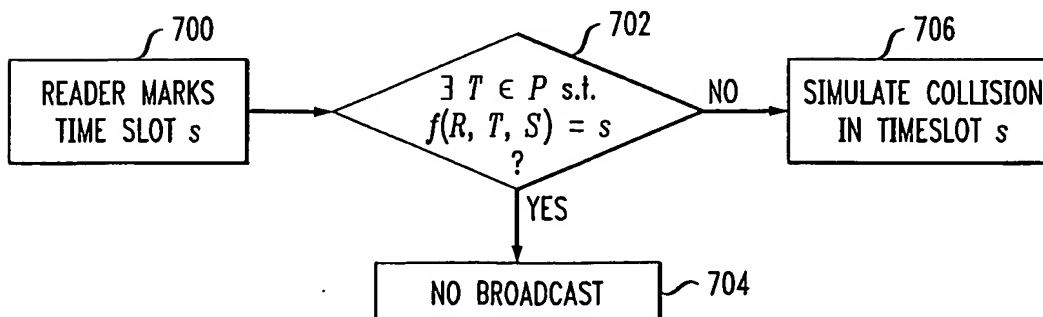 700
READER MARKS
TIME SLOT s
702
∃ T ∈ P s.t.
f(R, T, S) = s
?
NO
706
SIMULATE COLLISION
IN TIMESLOT s
YES
NO BROADCAST
704